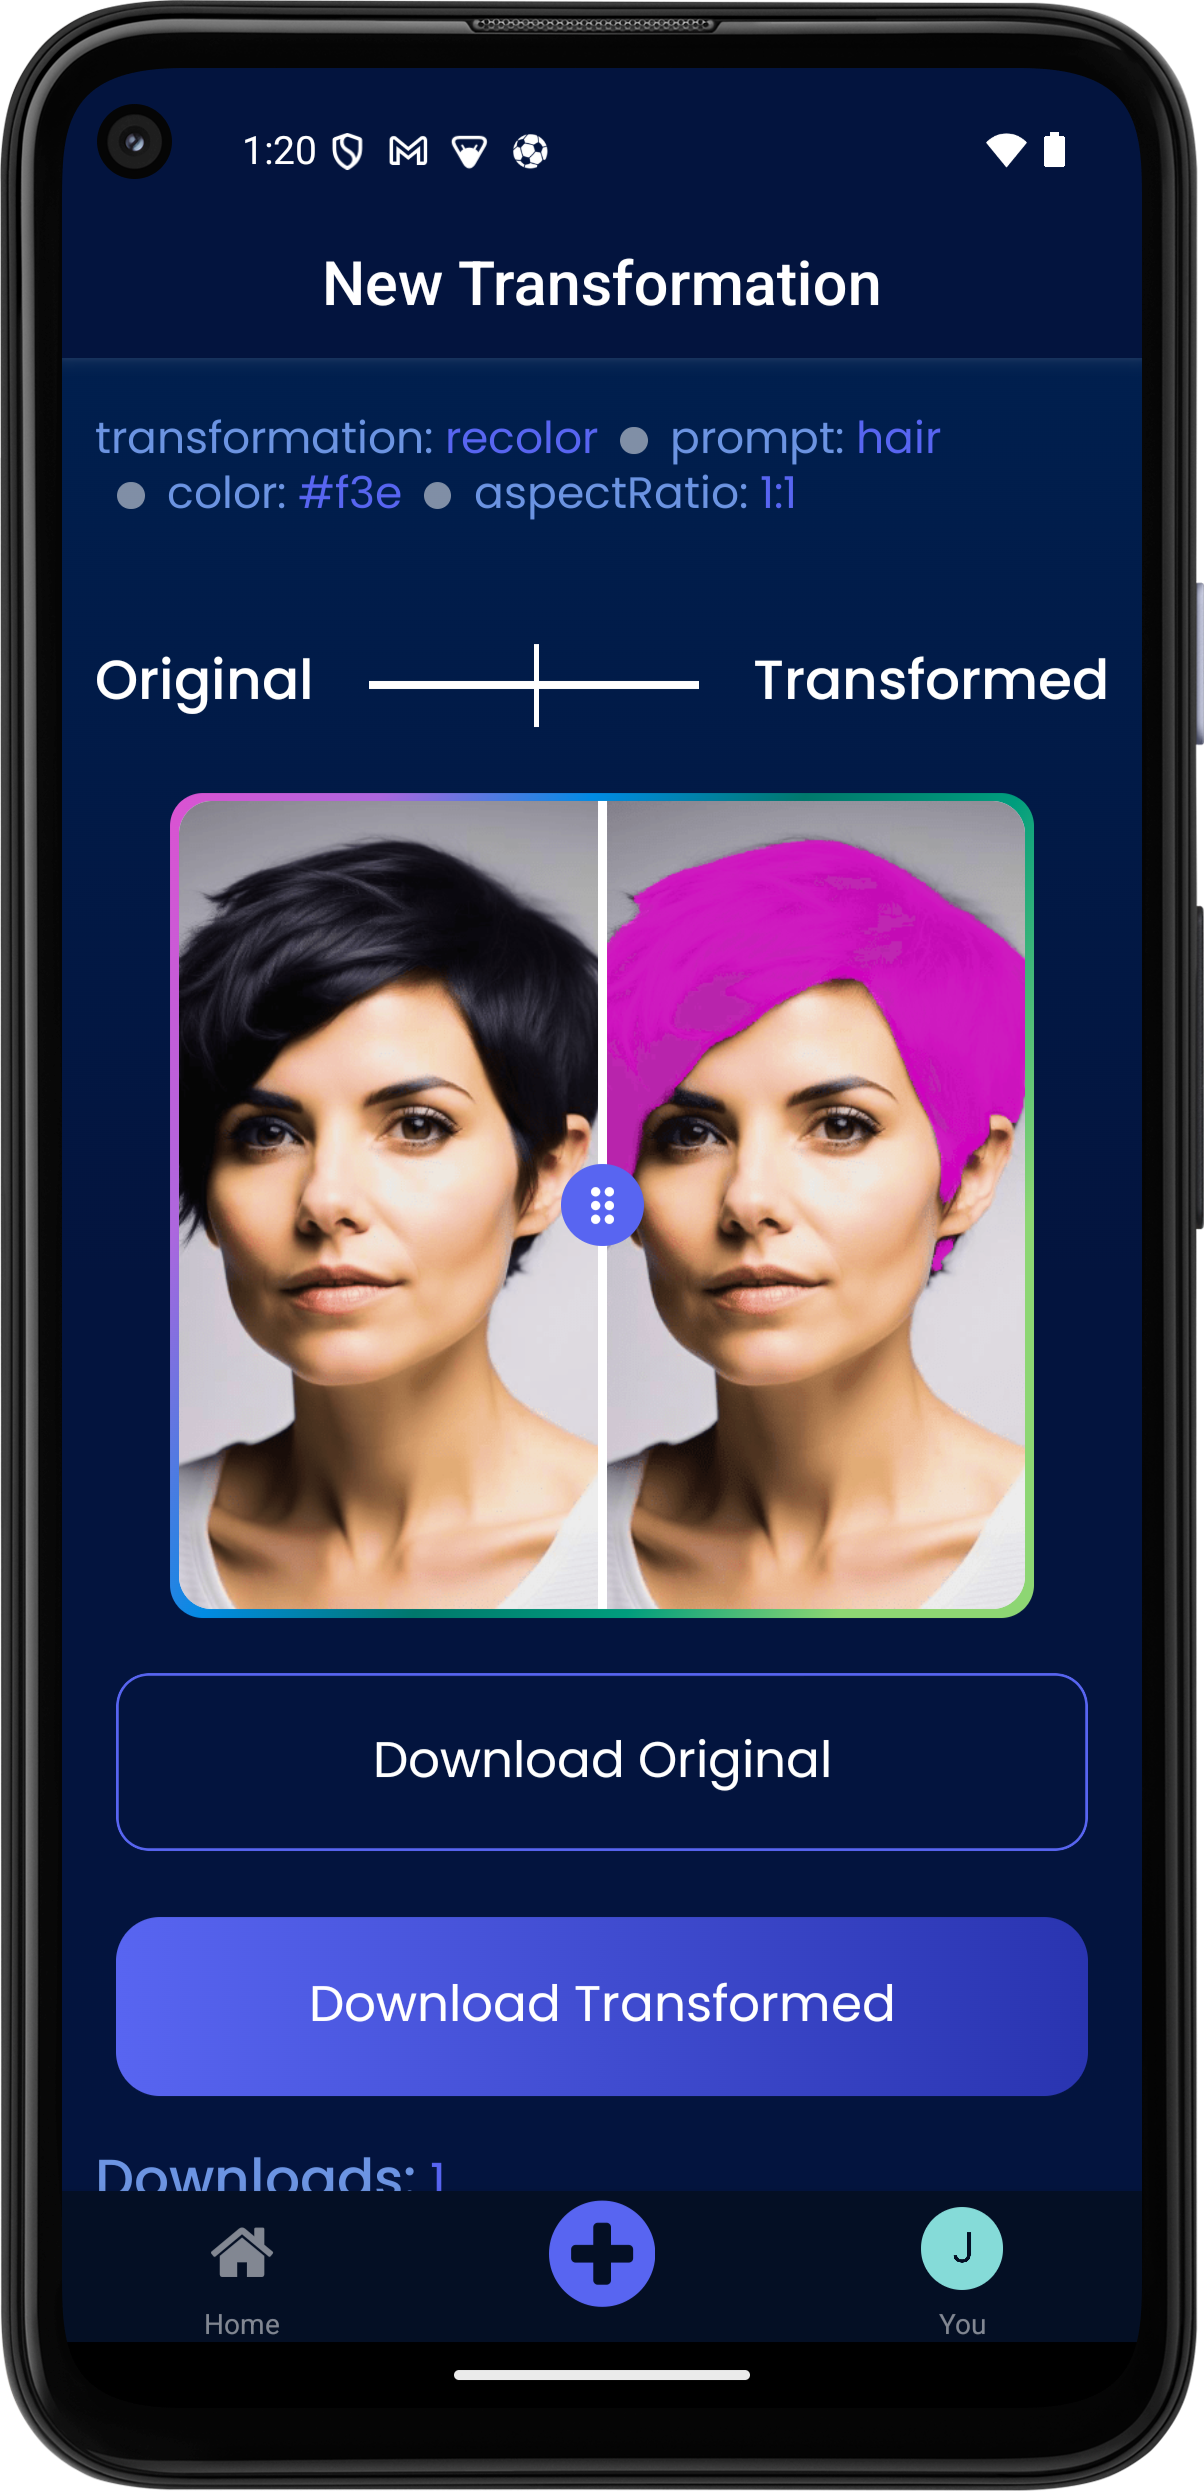 1:20
New Transformation
transformation: recolor ● prompt: hair
● color: #f3e ● aspectRatio: 1:1
Original
Transformed
Download Original
Download Transformed
Downloads: 1
J
Home
You